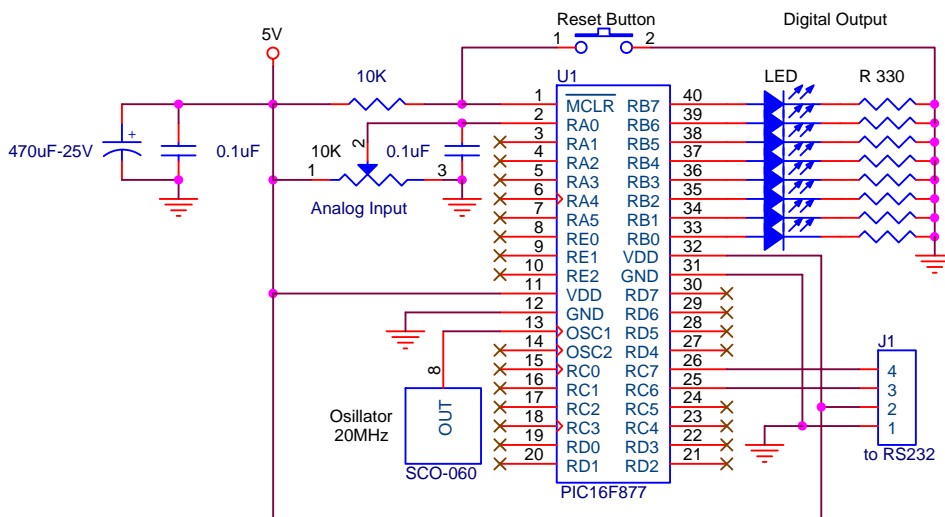 Reset Button
Digital Output
5V
1
2
10K
U1
LED
R 330
470uF-25V
0.1uF
10K
2
0.1uF
1
3
Analog Input
1 MCLR RB7 40
2 RA0 RB6 39
3 RA1 RB5 38
4 RA2 RB4 37
5 RA3 RB3 36
6 RA4 RB2 35
7 RA5 RB1 34
8 RE0 RB0 33
9 RE1 VDD 32
10 RE2 GND 31
11 VDD RD7 30
12 GND RD6 29
13 OSC1 RD5 28
14 OSC2 RD4 27
15 RC0 RC7 26
16 RC1 RC6 25
17 RC2 RC5 24
18 RC3 RC4 23
19 RD0 RD3 22
20 RD1 RD2 21
PIC16F877
8
OUT
Osillator
20MHz
SCO-060
J1
4
3
2
1
to RS232
+